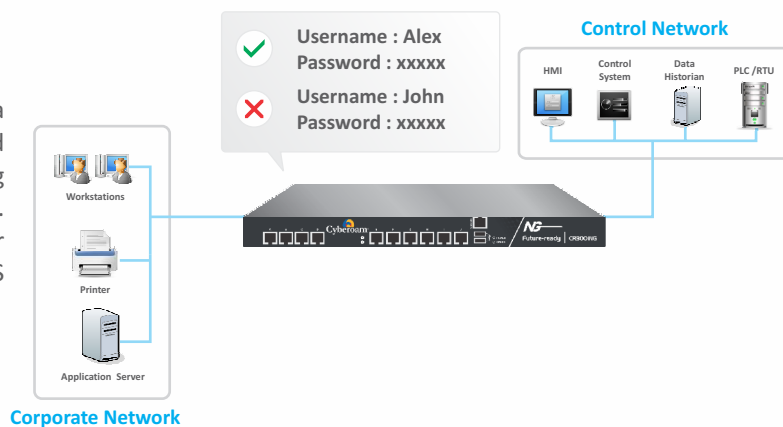 Username : Alex
Password : xxxxx
Username : John
Password : xxxxx
Control Network
HMI
Control
System
Data
Historian
PLC /RTU
a
d
g
.
r
S
Workstations
Printer
Application Server
Corporate Network
Cyberoam
NG
Future-ready